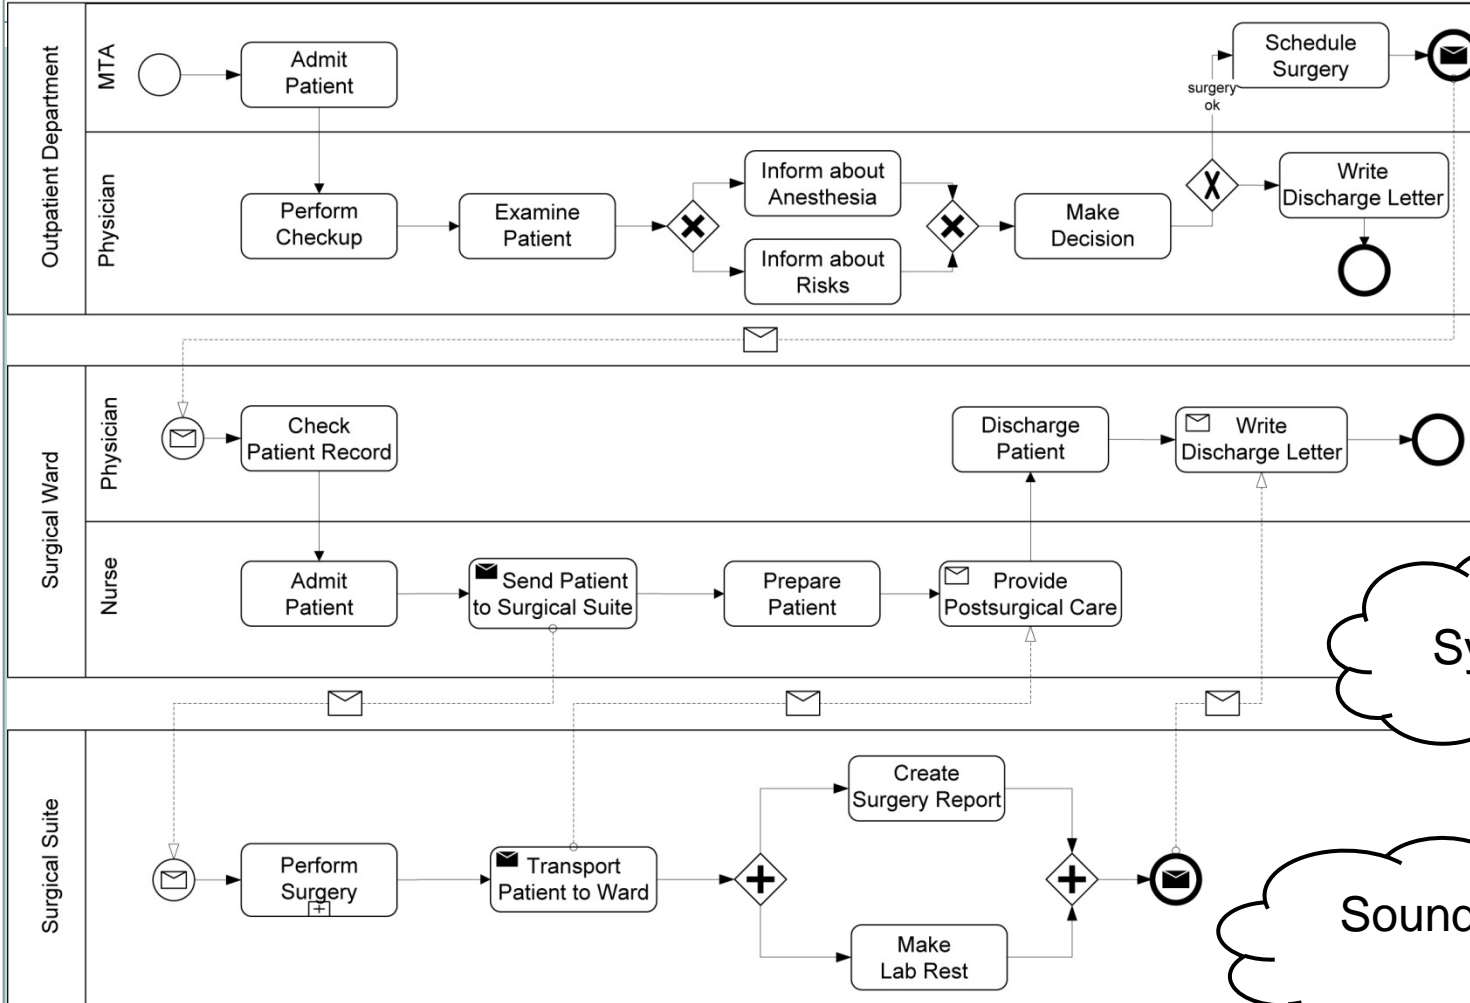 Outpatient Department
MTA
Admit
Patient
Schedule
Surgery
surgery
ok
Physician
Perform
Checkup
Examine
Patient
Inform about
Anesthesia
Inform about
Risks
Make
Decision
Write
Discharge Letter
Surgical Ward
Physician
Check
Patient Record
Discharge
Patient
Write
Discharge Letter
Nurse
Admit
Patient
Send Patient
to Surgical Suite
Prepare
Patient
Provide
Postsurgical Care
Surgical Suite
Perform
Surgery
Transport
Patient to Ward
Create
Surgery Report
Make
Lab Rest